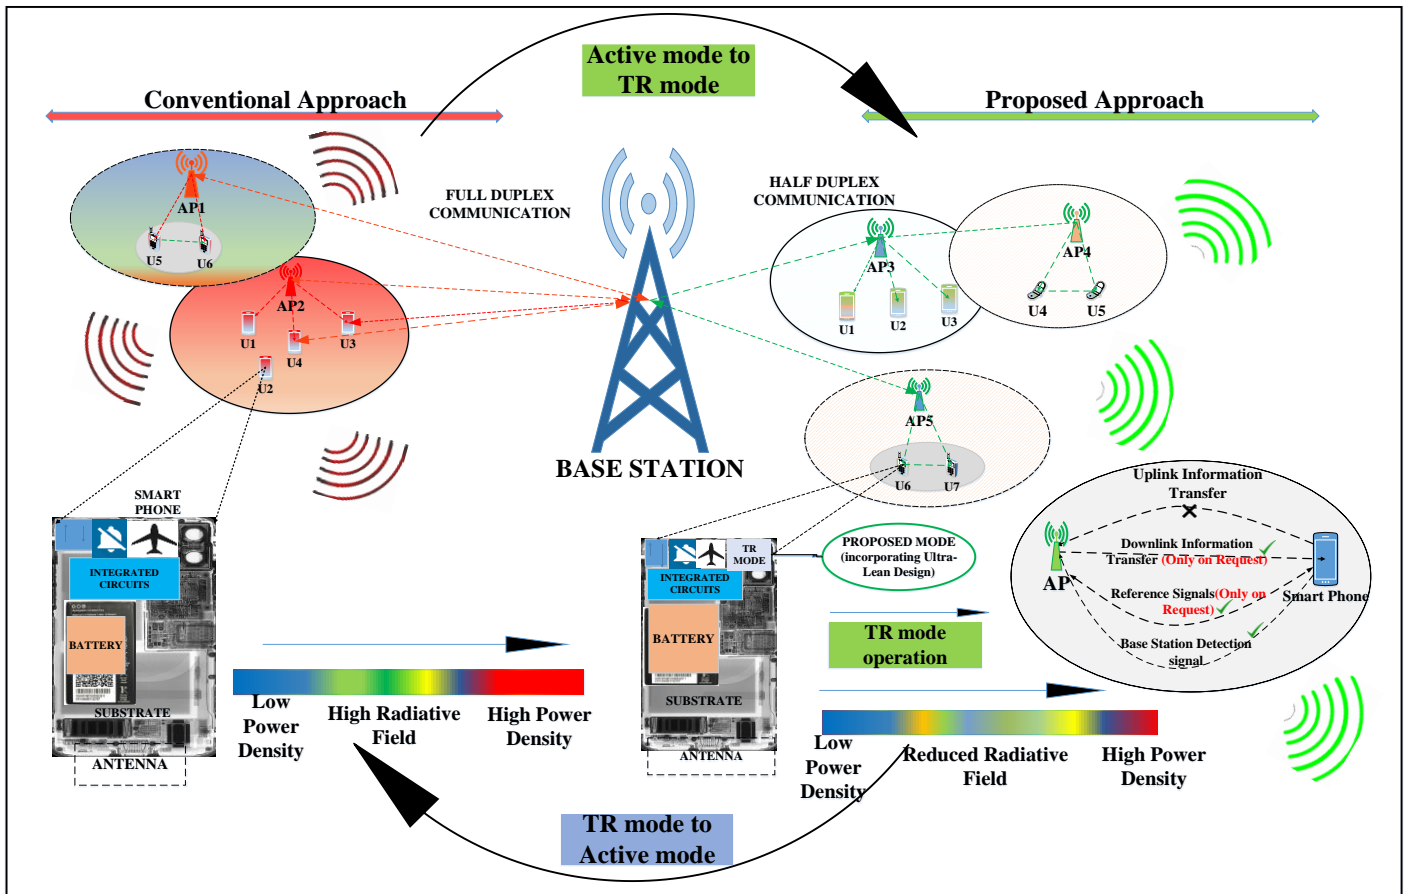 Active mode to
TR mode
Conventional Approach
Proposed Approach
FULL DUPLEX
COMMUNICATION
HALF DUPLEX
COMMUNICATION
AP1
U5
U6
AP2
U1
U3
U4
U2
AP3
U1
U2
U3
AP4
U4
U5
AP5
U6
U7
BASE STATION
SMART
PHONE
INTEGRATED
CIRCUITS
BATTERY
SUBSTRATE
ANTENNA
Low
Power
Density
High Radiative
Field
High Power
Density
TR
MODE
INTEGRATED
CIRCUITS
BATTERY
SUBSTRATE
ANTENNA
PROPOSED MODE
(incorporating Ultra-
Lean Design)
TR mode
operation
Low
Power
Density
Reduced Radiative
Field
High Power
Density
Uplink Information
Transfer
Downlink Information
Transfer (Only on Request)
AP
Smart Phone
Reference Signals(Only on
Request)
Base Station Detection
signal
TR mode to
Active mode